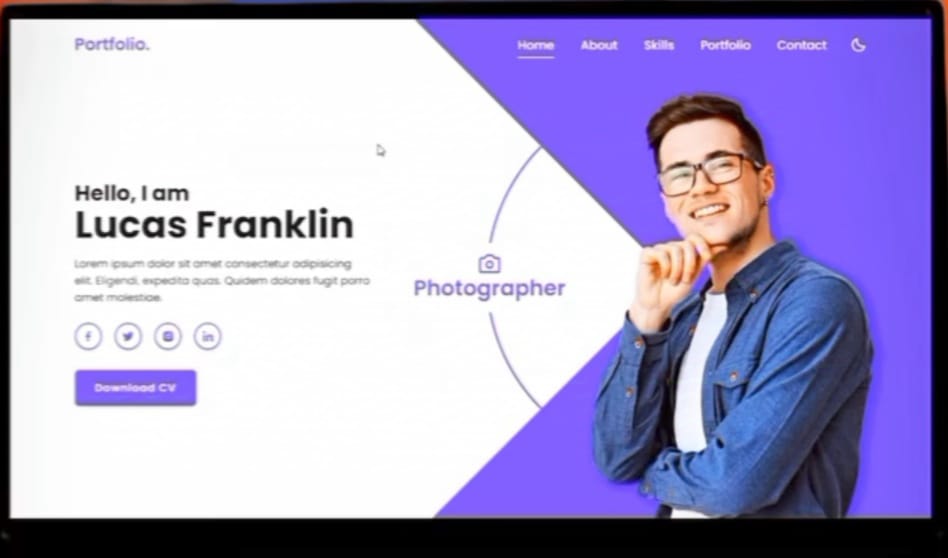 Portfolio.
Home About Skills Portfolio Contact
Hello, I am
Lucas Franklin
Lorem ipsum dolor sit amet consectetur adipisicing
elit. Eligendi, expedita quas. Quidem dolores fugit porro
amet molestiae.
Photographer
Download CV